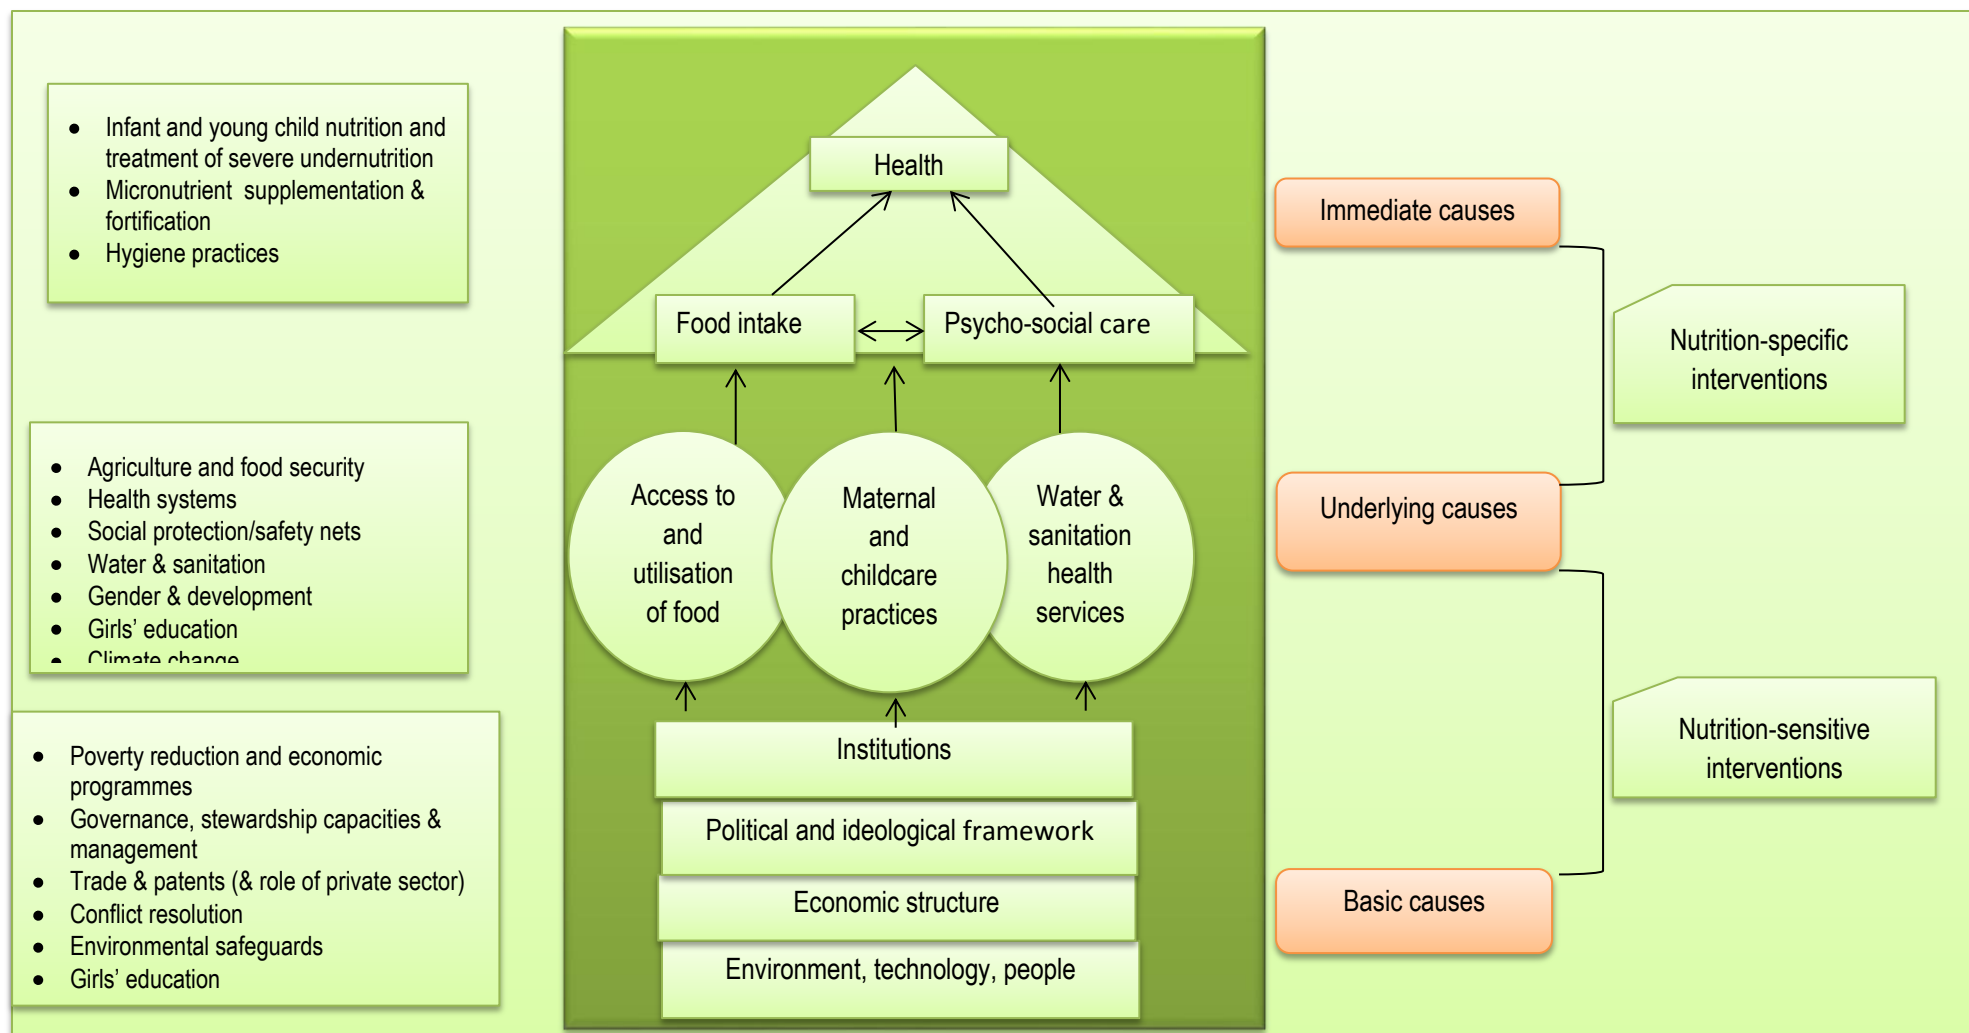 • Infant and young child nutrition and
treatment of severe undernutrition
• Micronutrient supplementation &
fortification
• Hygiene practices
• Agriculture and food security
• Health systems
• Social protection/safety nets
• Water & sanitation
• Gender & development
• Girls’ education
• Climate change
• Poverty reduction and economic
programmes
• Governance, stewardship capacities &
management
• Trade & patents (& role of private sector)
• Conflict resolution
• Environmental safeguards
• Girls’ education
Health
Food intake
Psycho-social care
Access to
and
utilisation
of food
Maternal
and
childcare
practices
Water &
sanitation
health
services
Institutions
Political and ideological framework
Economic structure
Environment, technology, people
Immediate causes
Underlying causes
Basic causes
Nutrition-specific
interventions
Nutrition-sensitive
interventions